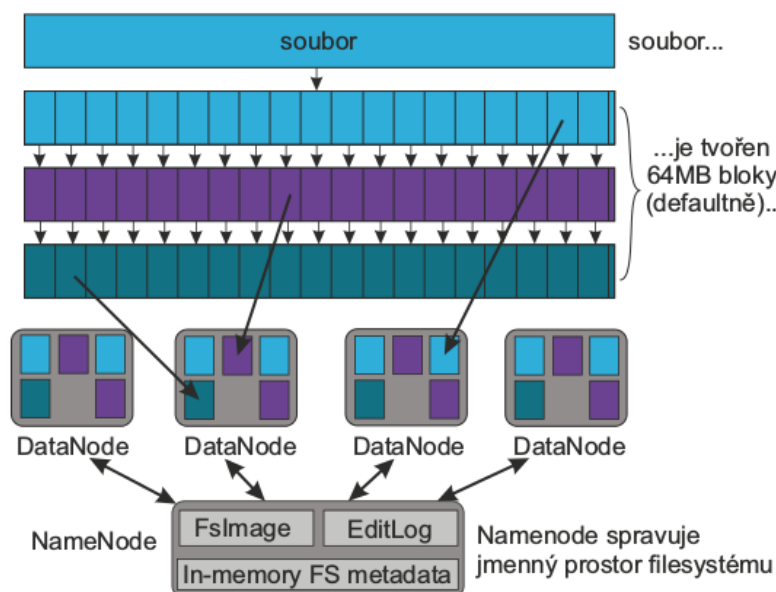 soubor
soubor...
...je tvořen
64MB bloky
(defaultně)..
DataNode
DataNode
DataNode
DataNode
NameNode
FsImage
EditLog
In-memory FS metadata
Namenode spravuje
jmenný prostor filesystému